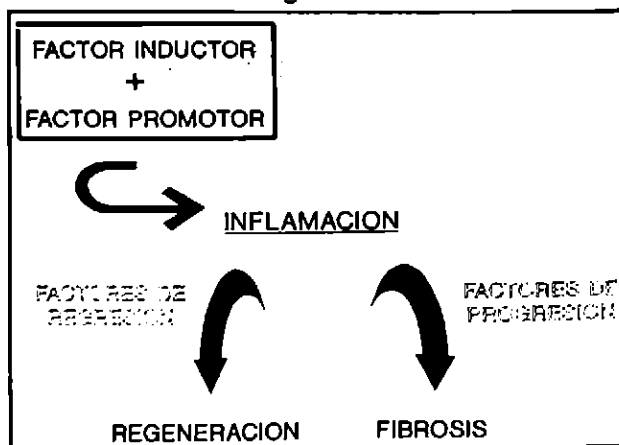 FACTOR INDUCTOR
+
FACTOR PROMOTOR
INFLAMACION
FACTORES DE
REGRESION
FACTORES DE
PROGRESION
REGENERACION
FIBROSIS